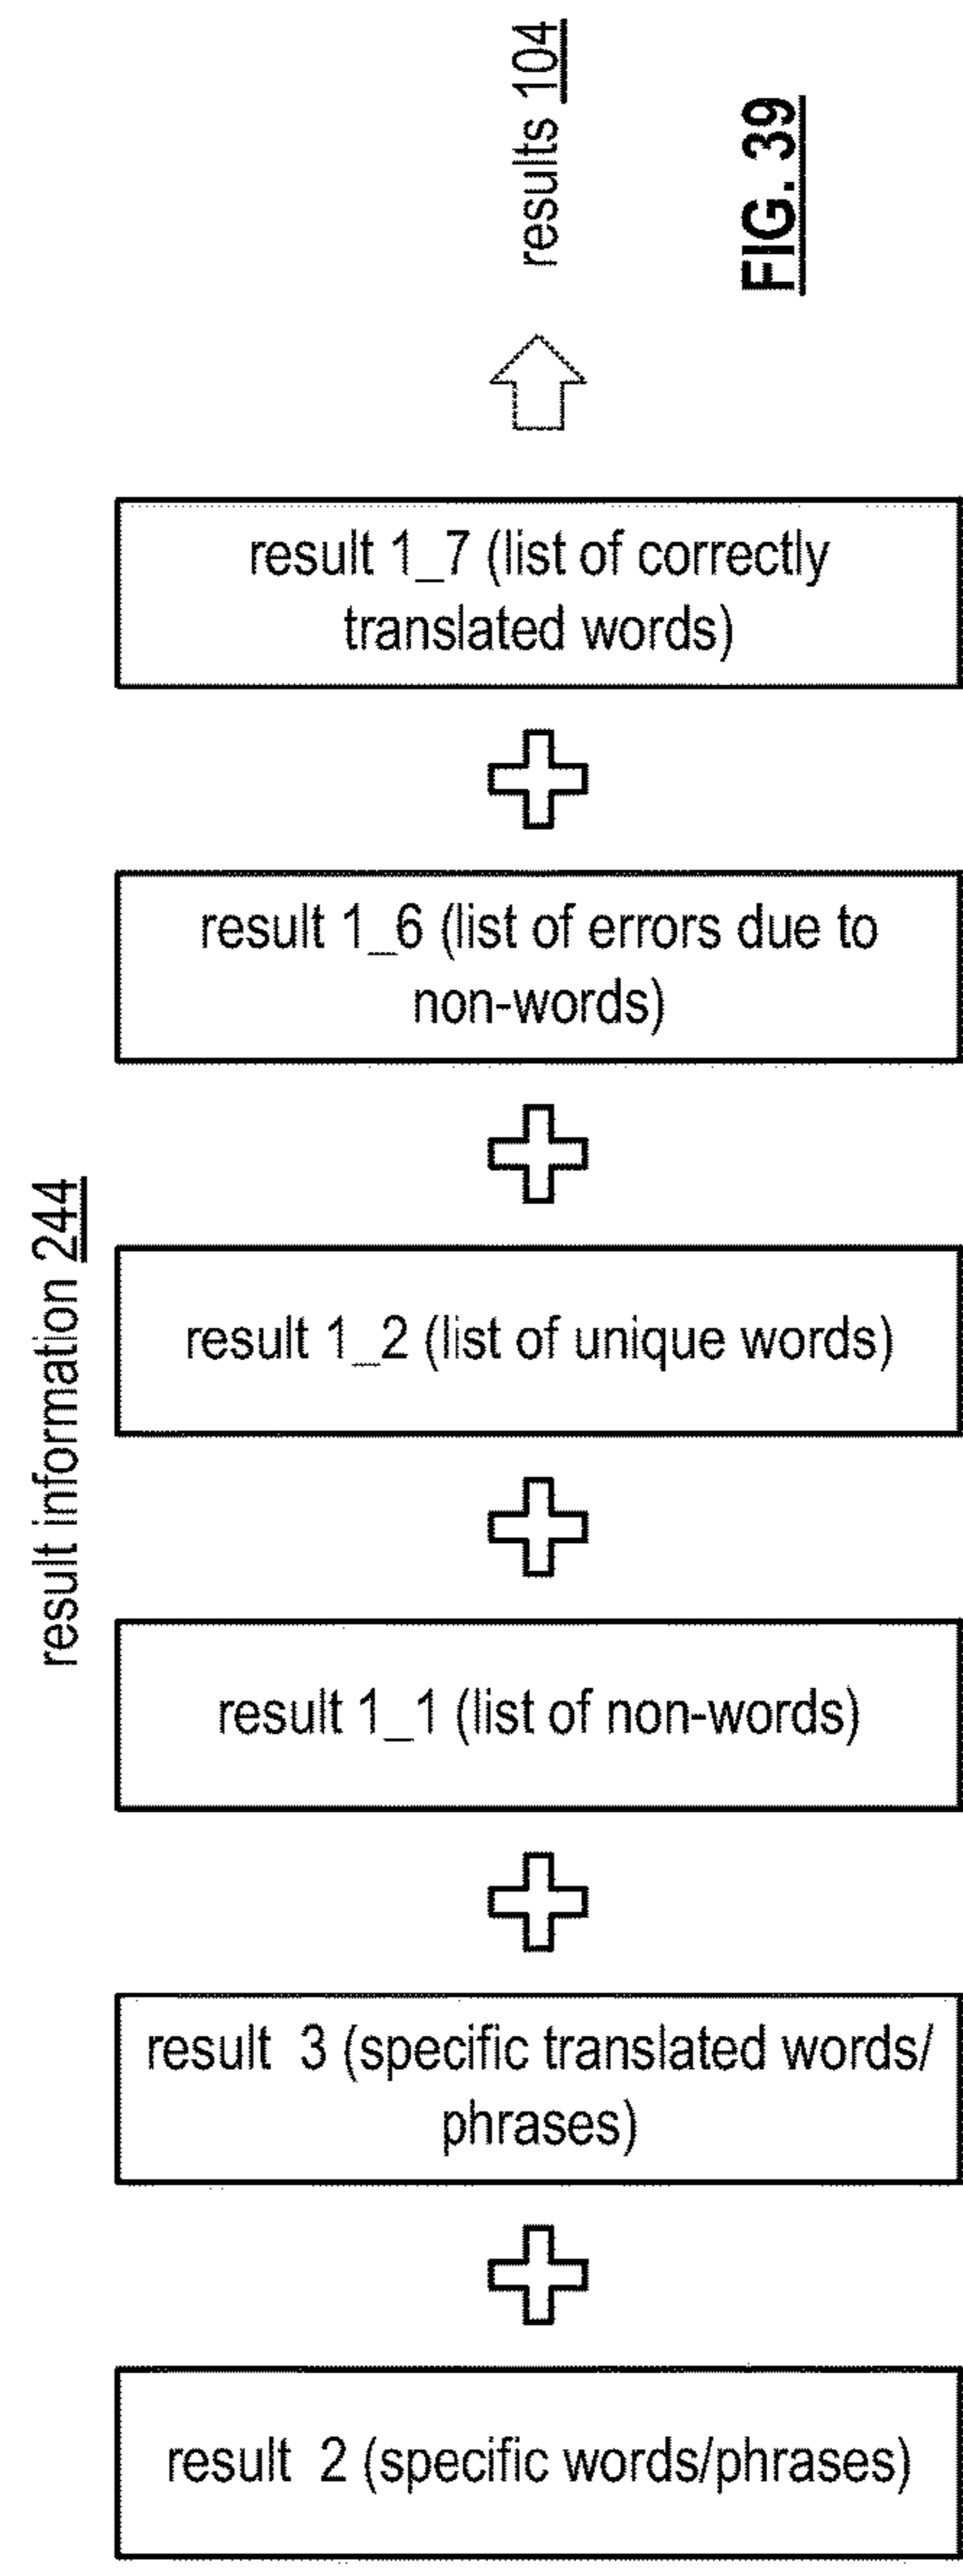 result information 244
results 104
FIG. 39
result 1_7 (list of correctly
translated words)
result 1_6 (list of errors due to
non-words)
result 1_2 (list of unique words)
result 1_1 (list of non-words)
result 3 (specific translated words/
phrases)
result 2 (specific words/phrases)